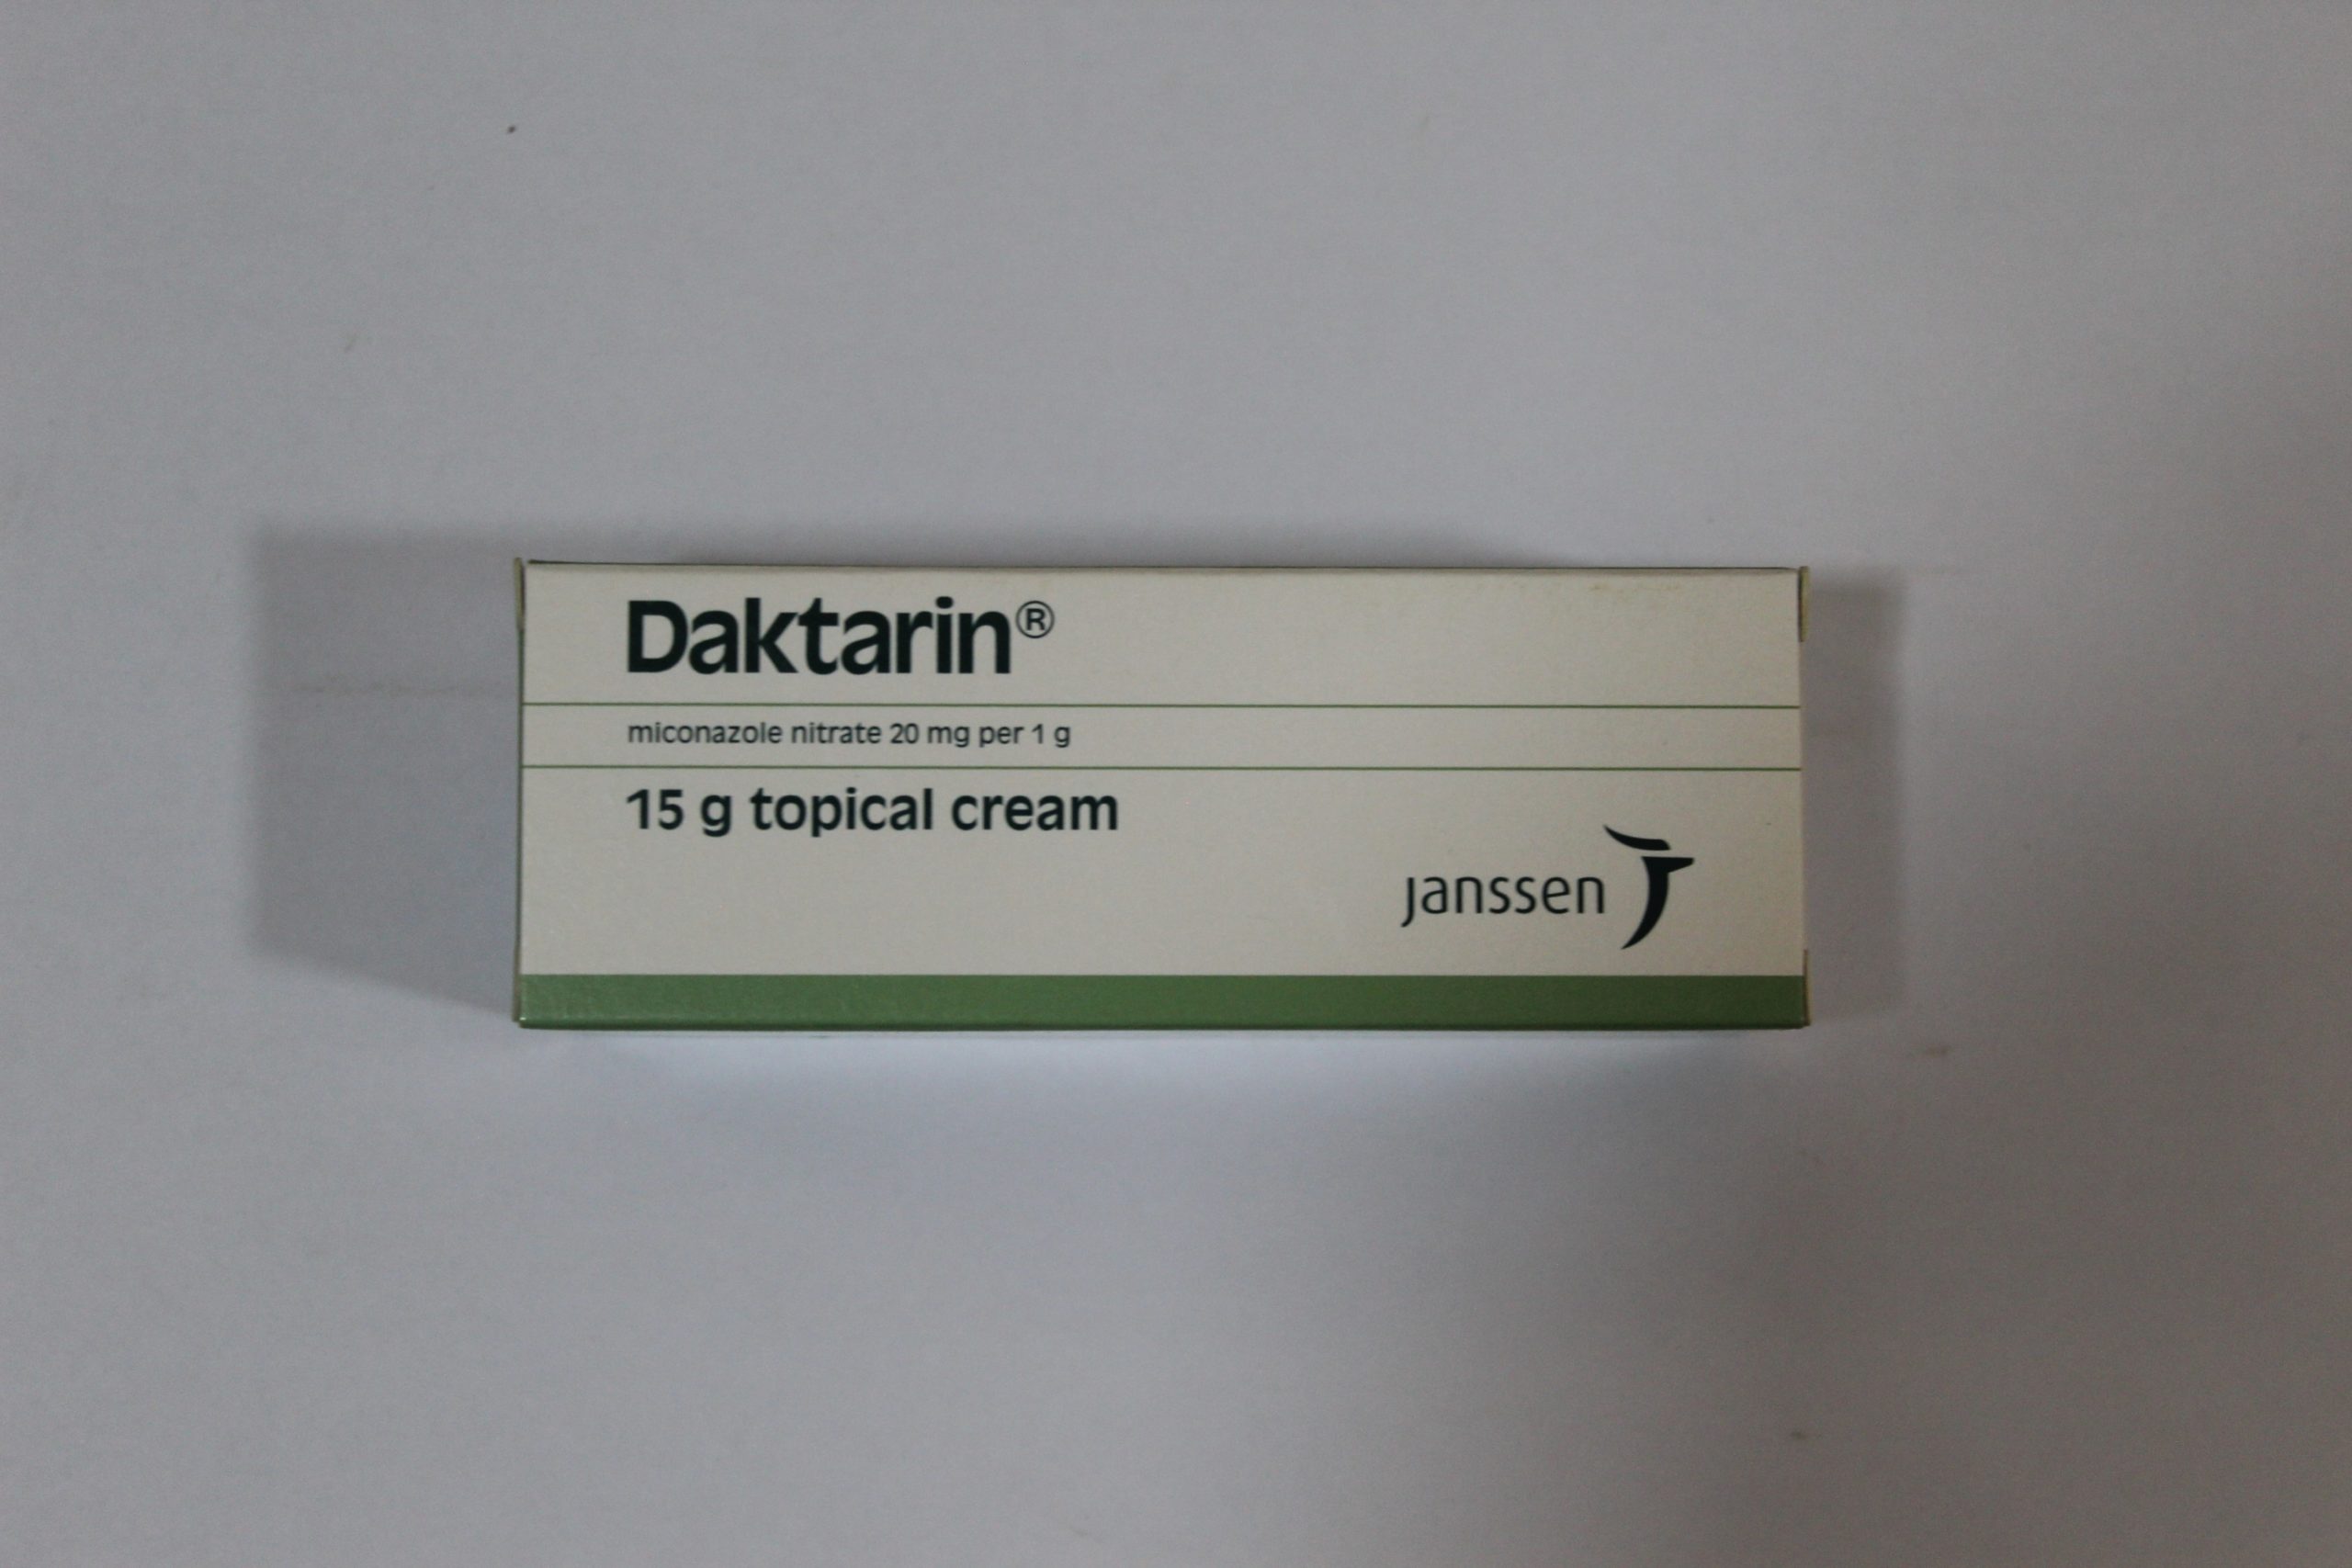 Daktarin®
miconazole nitrate 20 mg per 1 g
15 g topical cream
janssen